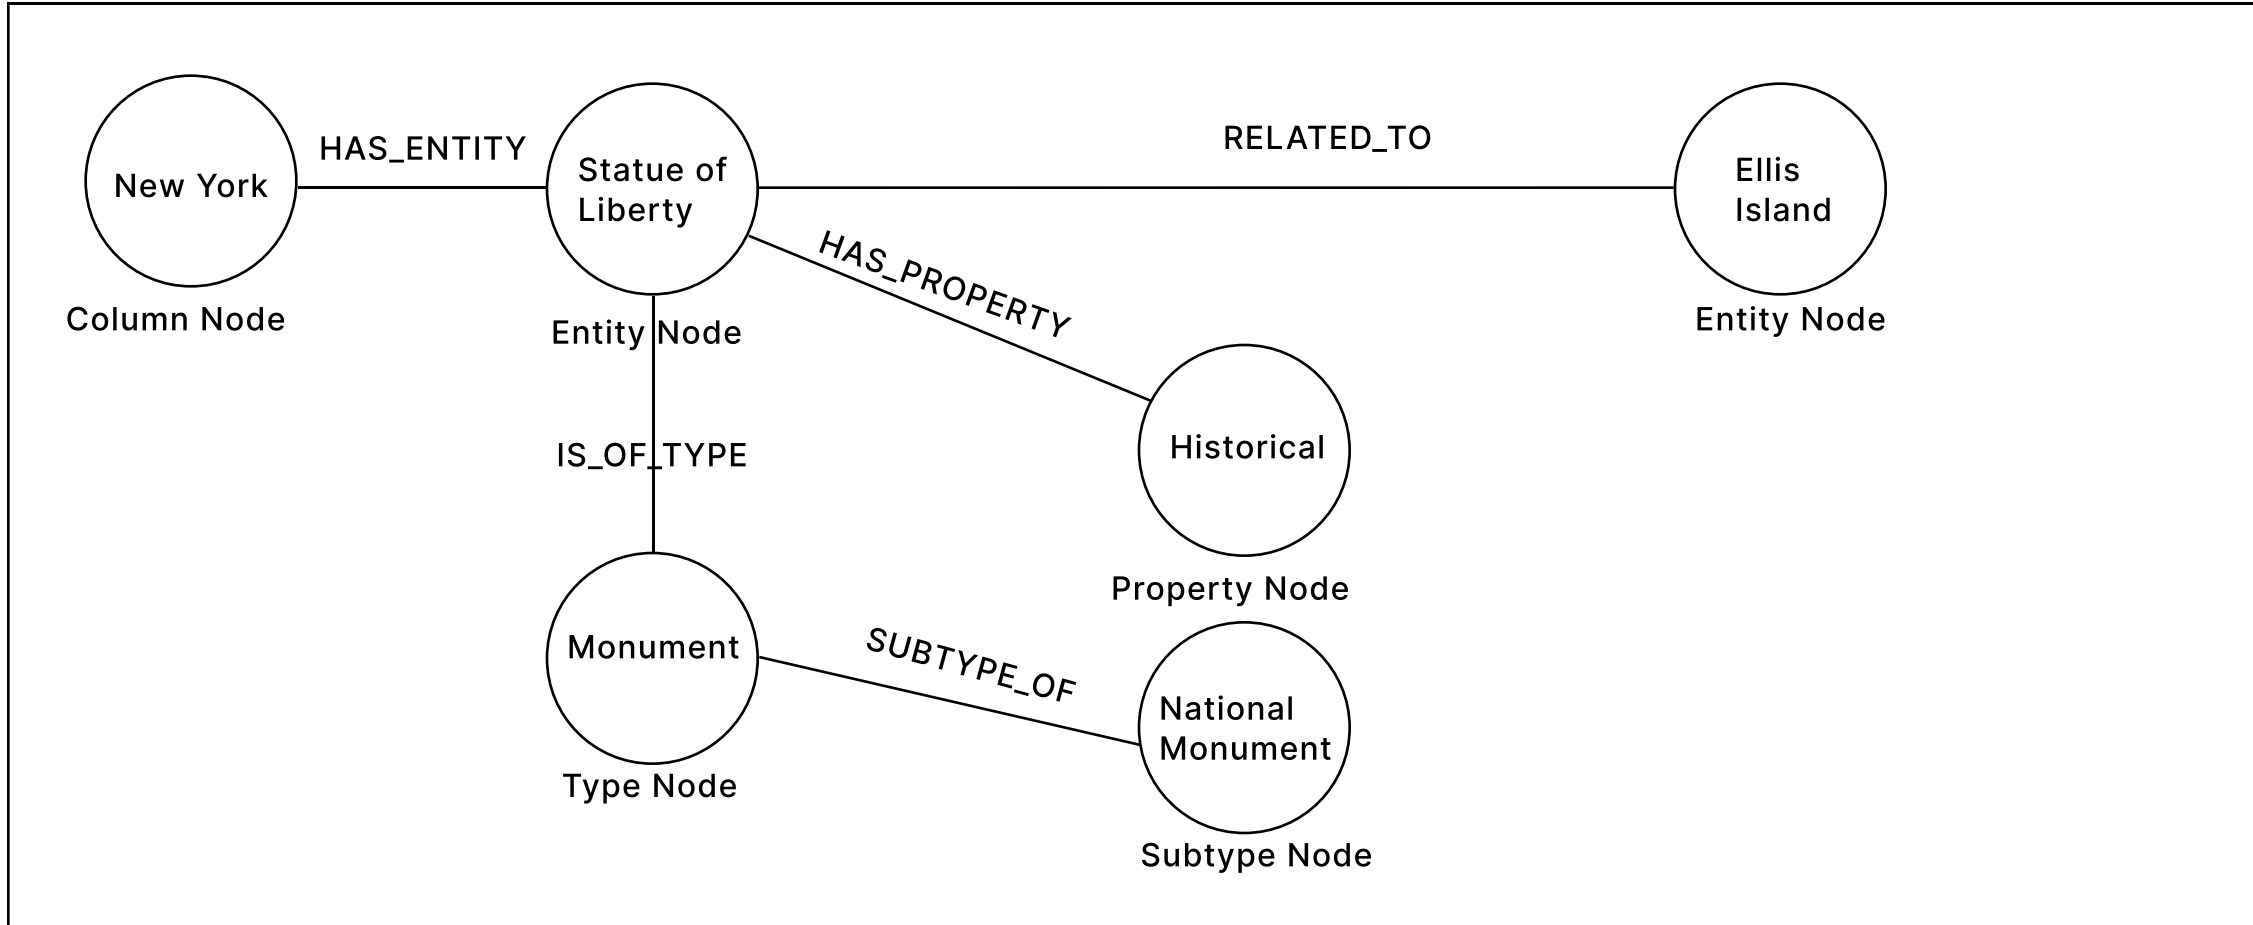 New York
Column Node
HAS_ENTITY
Statue of
Liberty
Entity Node
RELATED_TO
Ellis
Island
Entity Node
HAS_PROPERTY
Historical
Property Node
IS_OF_TYPE
Monument
Type Node
SUBTYPE_OF
National
Monument
Subtype Node